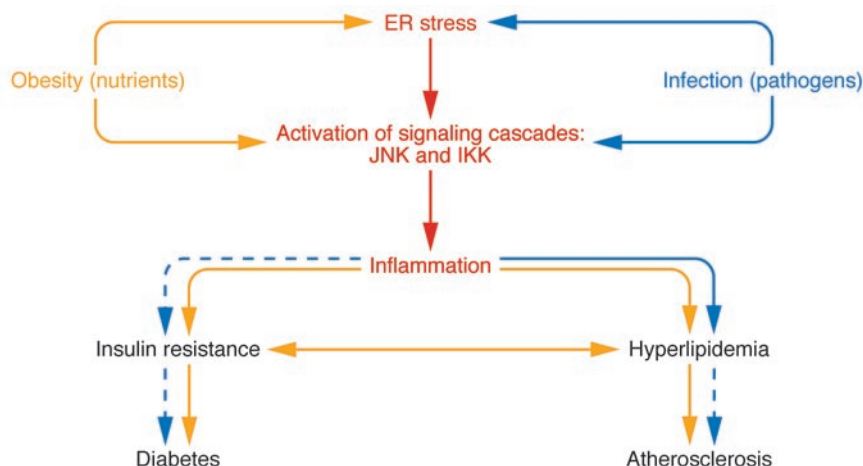 ER stress
Obesity (nutrients)
Infection (pathogens)
Activation of signaling cascades:
JNK and IKK
Inflammation
Insulin resistance
Hyperlipidemia
Diabetes
Atherosclerosis